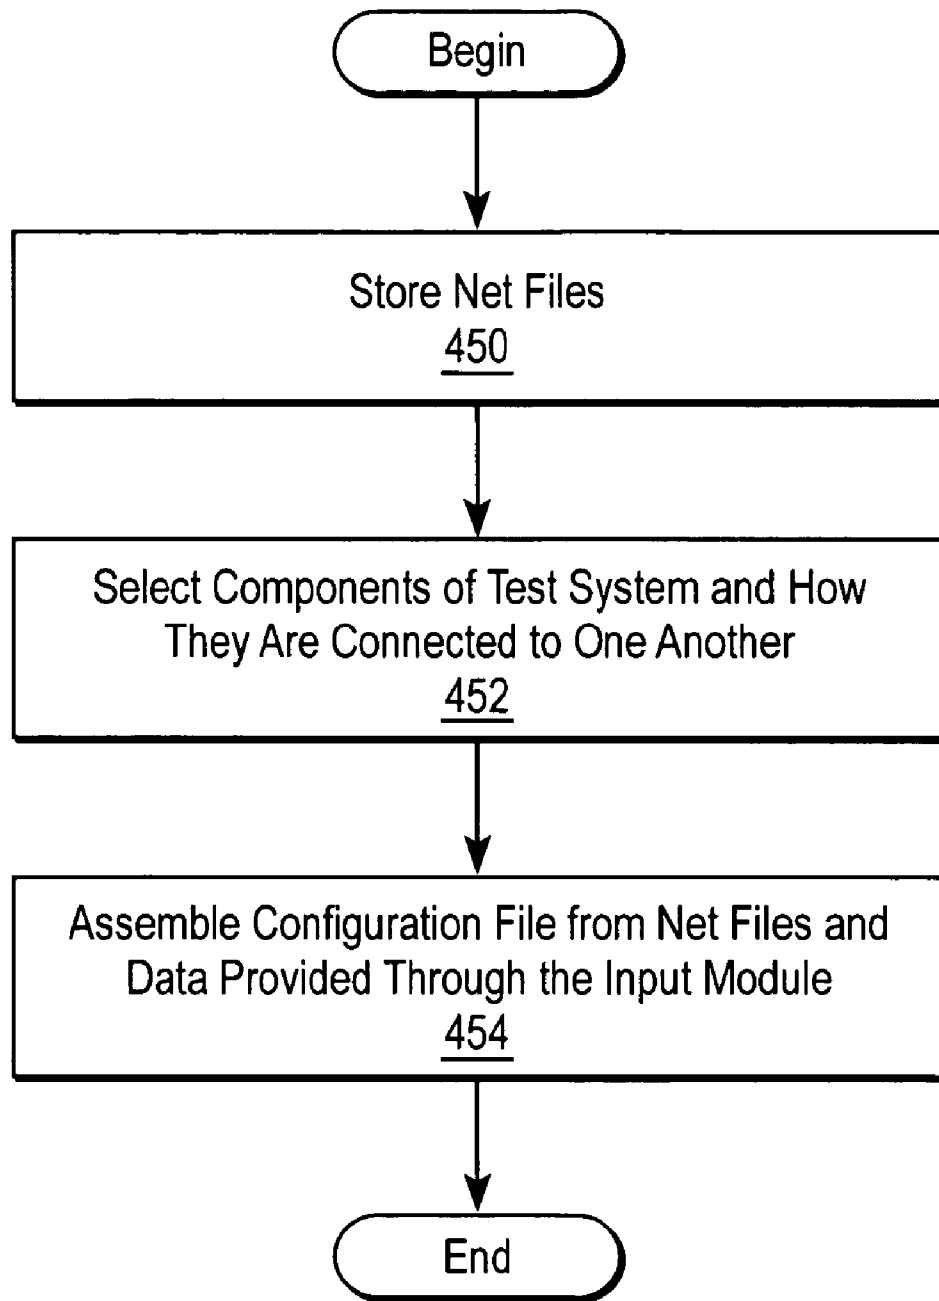 Begin
Store Net Files
450
Select Components of Test System and How
They Are Connected to One Another
452
Assemble Configuration File from Net Files and
Data Provided Through the Input Module
454
End